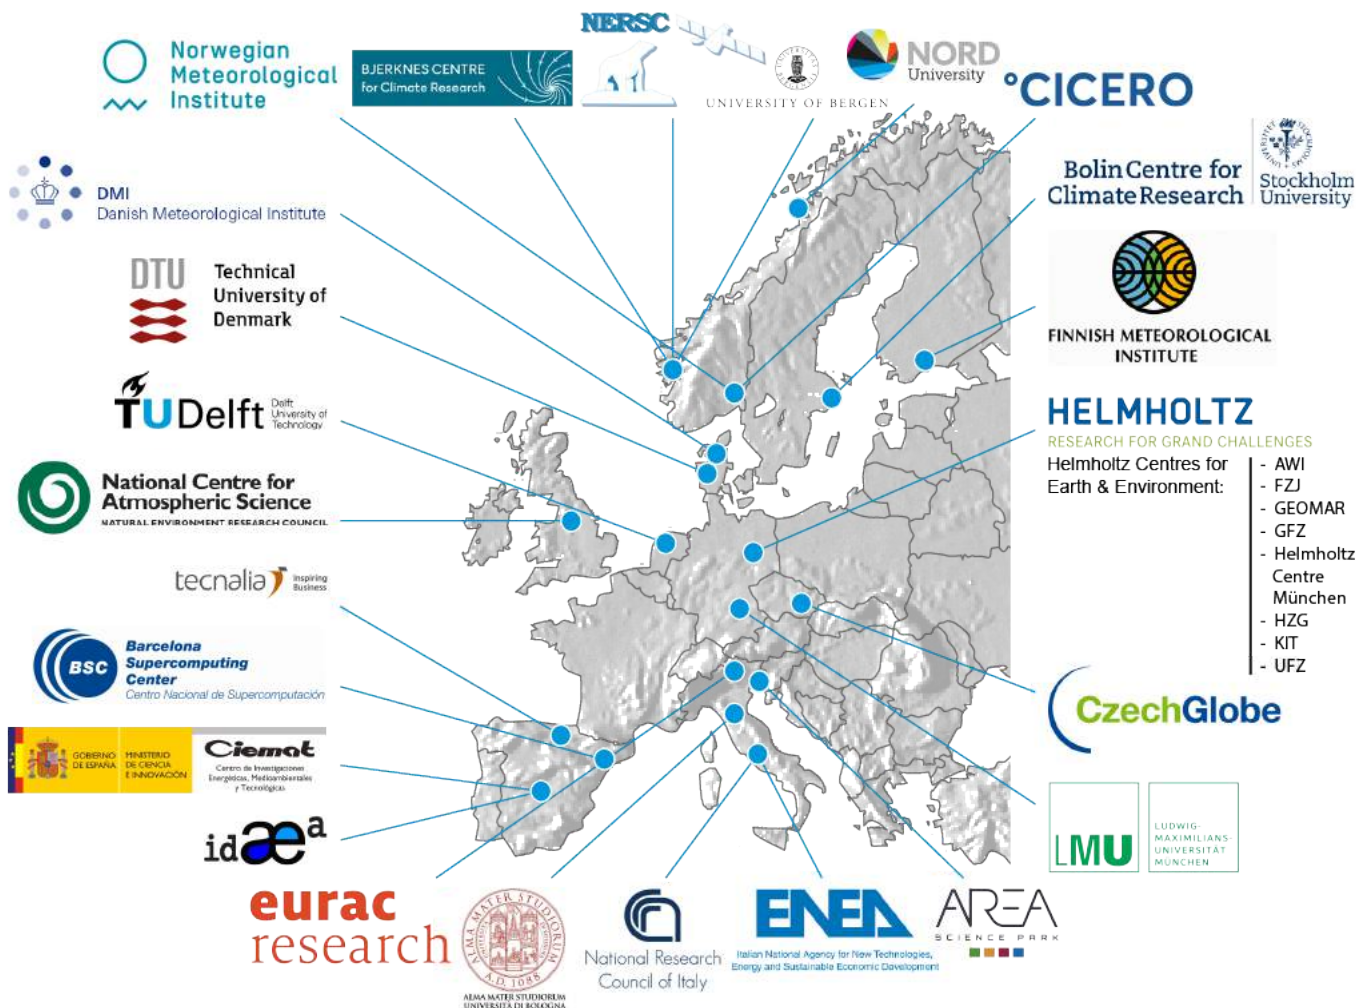 Norwegian
Meteorological
Institute
BJERKNES CENTRE
for Climate Research
NERSC
UNIVERSITY OF BERGEN
NORD
University
°CICERO
Bolin Centre for
Climate Research
Stockholm
University
DMI
Danish Meteorological Institute
DTU
Technical
University of
Denmark
FINNISH METEOROLOGICAL
INSTITUTE
TUDelft
Delft
University of
Technology
HELMHOLTZ
RESEARCH FOR GRAND CHALLENGES
Helmholtz Centres for
Earth & Environment:
- AWI
- FZJ
- GEOMAR
- GFZ
- Helmholtz
Centre
München
- HZG
- KIT
- UFZ
National Centre for
Atmospheric Science
NATURAL ENVIRONMENT RESEARCH COUNCIL
tecnalia
Inspiring
Business
BSC
Barcelona
Supercomputing
Center
Centro Nacional de Supercomputación
CzechGlobe
GOBIERNO
DE ESPAÑA
MINISTERIO
DE CIENCIA
E INNOVACIÓN
Ciemat
Centro de Investigaciones
Energéticas, Medioambientales
y Tecnológicas
idæa
LMU
LUDWIG-
MAXIMILIANS-
UNIVERSITÄT
MÜNCHEN
eurac
research
ALMA MATER STUDIORUM
A.D. 1088
ALMA MATER STUDIORUM
UNIVERSITÀ DI BOLOGNA
National Research
Council of Italy
ENEA
Italian National Agency for New Technologies,
Energy and Sustainable Economic Development
AREA
SCIENCE PARK